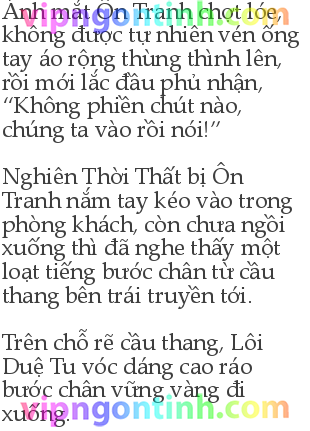 Ánh mắt Ôn Tranh chợt lóe,
không được tự nhiên vén ống
tay áo rộng thùng thình lên,
rồi mới lắc đầu phủ nhận,
“Không phiền chút nào,
chúng ta vào rồi nói!”
Nghiên Thời Thất bị Ôn
Tranh nắm tay kéo vào trong
phòng khách, còn chưa ngồi
xuống thì đã nghe thấy một
loạt tiếng bước chân từ cầu
thang bên trái truyền tới.
Trên chỗ rẽ cầu thang, Lôi
Duệ Tu vóc dáng cao ráo
bước chân vững vàng đi
xuống.
vipngontinh.com
vipngontinh.com